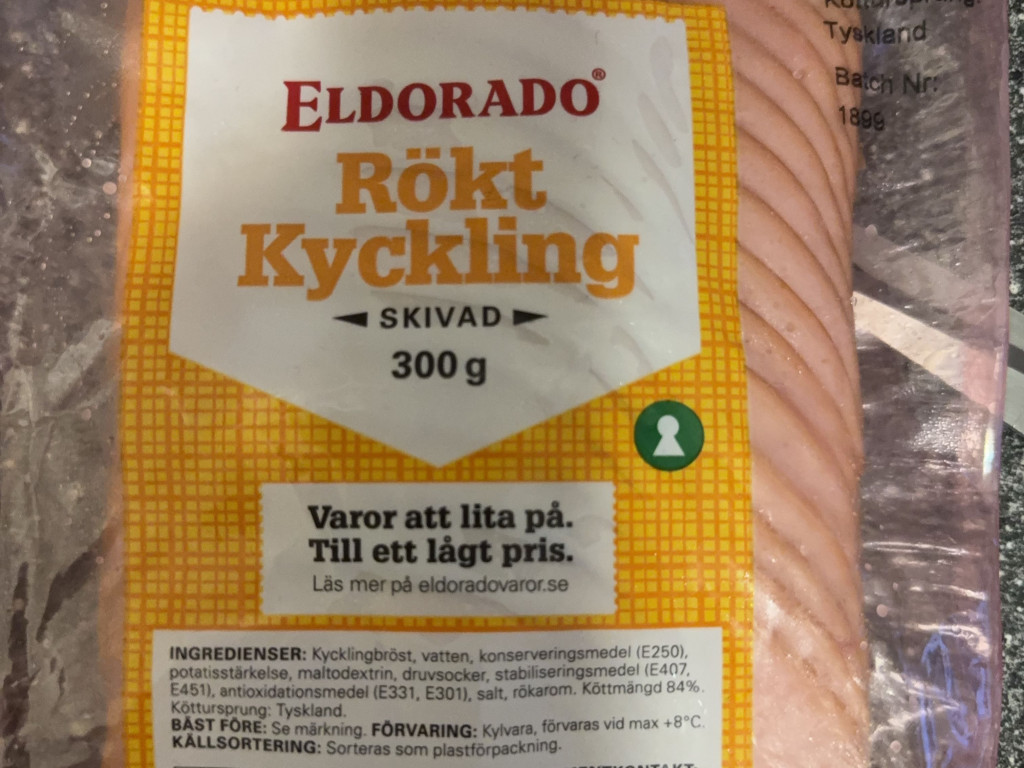 ELDORADO®
Rökt
Kyckling
SKIVAD
300 g
Varor att lita på.
Till ett lågt pris.
Läs mer på eldoradovaror.se
INGREDIENSER: Kycklingbröst, vatten, konserveringsmedel (E250),
potatisstärkelse, maltodextrin, druvsocker, stabiliseringsmedel (E407,
E451), antioxidationsmedel (E331, E301), salt, rökarom. Köttmängd 84%.
Köttursprung: Tyskland.
BÄST FÖRE: Se märkning. FÖRVARING: Kylvara, förvaras vid max +8°C.
KÄLLSORTERING: Sorteras som plastförpackning.
Köttursprung:
Tyskland
Batch Nr:
1899